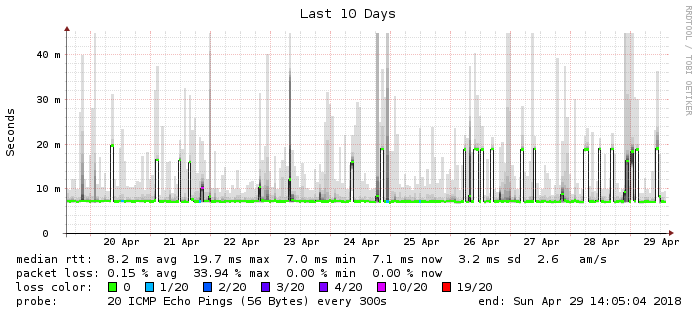 Last 10 Days
RRDTOOL / TOBI OETIKER
Seconds
40 m
30 m
20 m
10 m
0
20 Apr 21 Apr 22 Apr 23 Apr 24 Apr 25 Apr 26 Apr 27 Apr 28 Apr 29 Apr
median rtt: 8.2 ms avg 19.7 ms max 7.0 ms min 7.1 ms now 3.2 ms sd 2.6 am/s
packet loss: 0.15 % avg 33.94 % max 0.00 % min 0.00 % now
loss color: 0 1/20 2/20 3/20 4/20 10/20 19/20
probe: 20 ICMP Echo Pings (56 Bytes) every 300s end: Sun Apr 29 14:05:04 2018